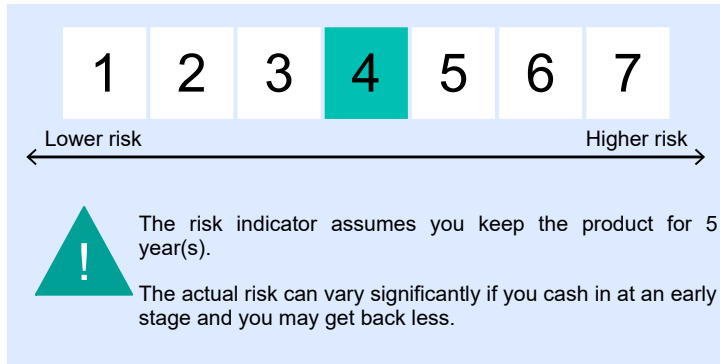 1 2 3 4 5 6 7
Lower risk Higher risk
The risk indicator assumes you keep the product for 5
year(s).
!
The actual risk can vary significantly if you cash in at an early
stage and you may get back less.